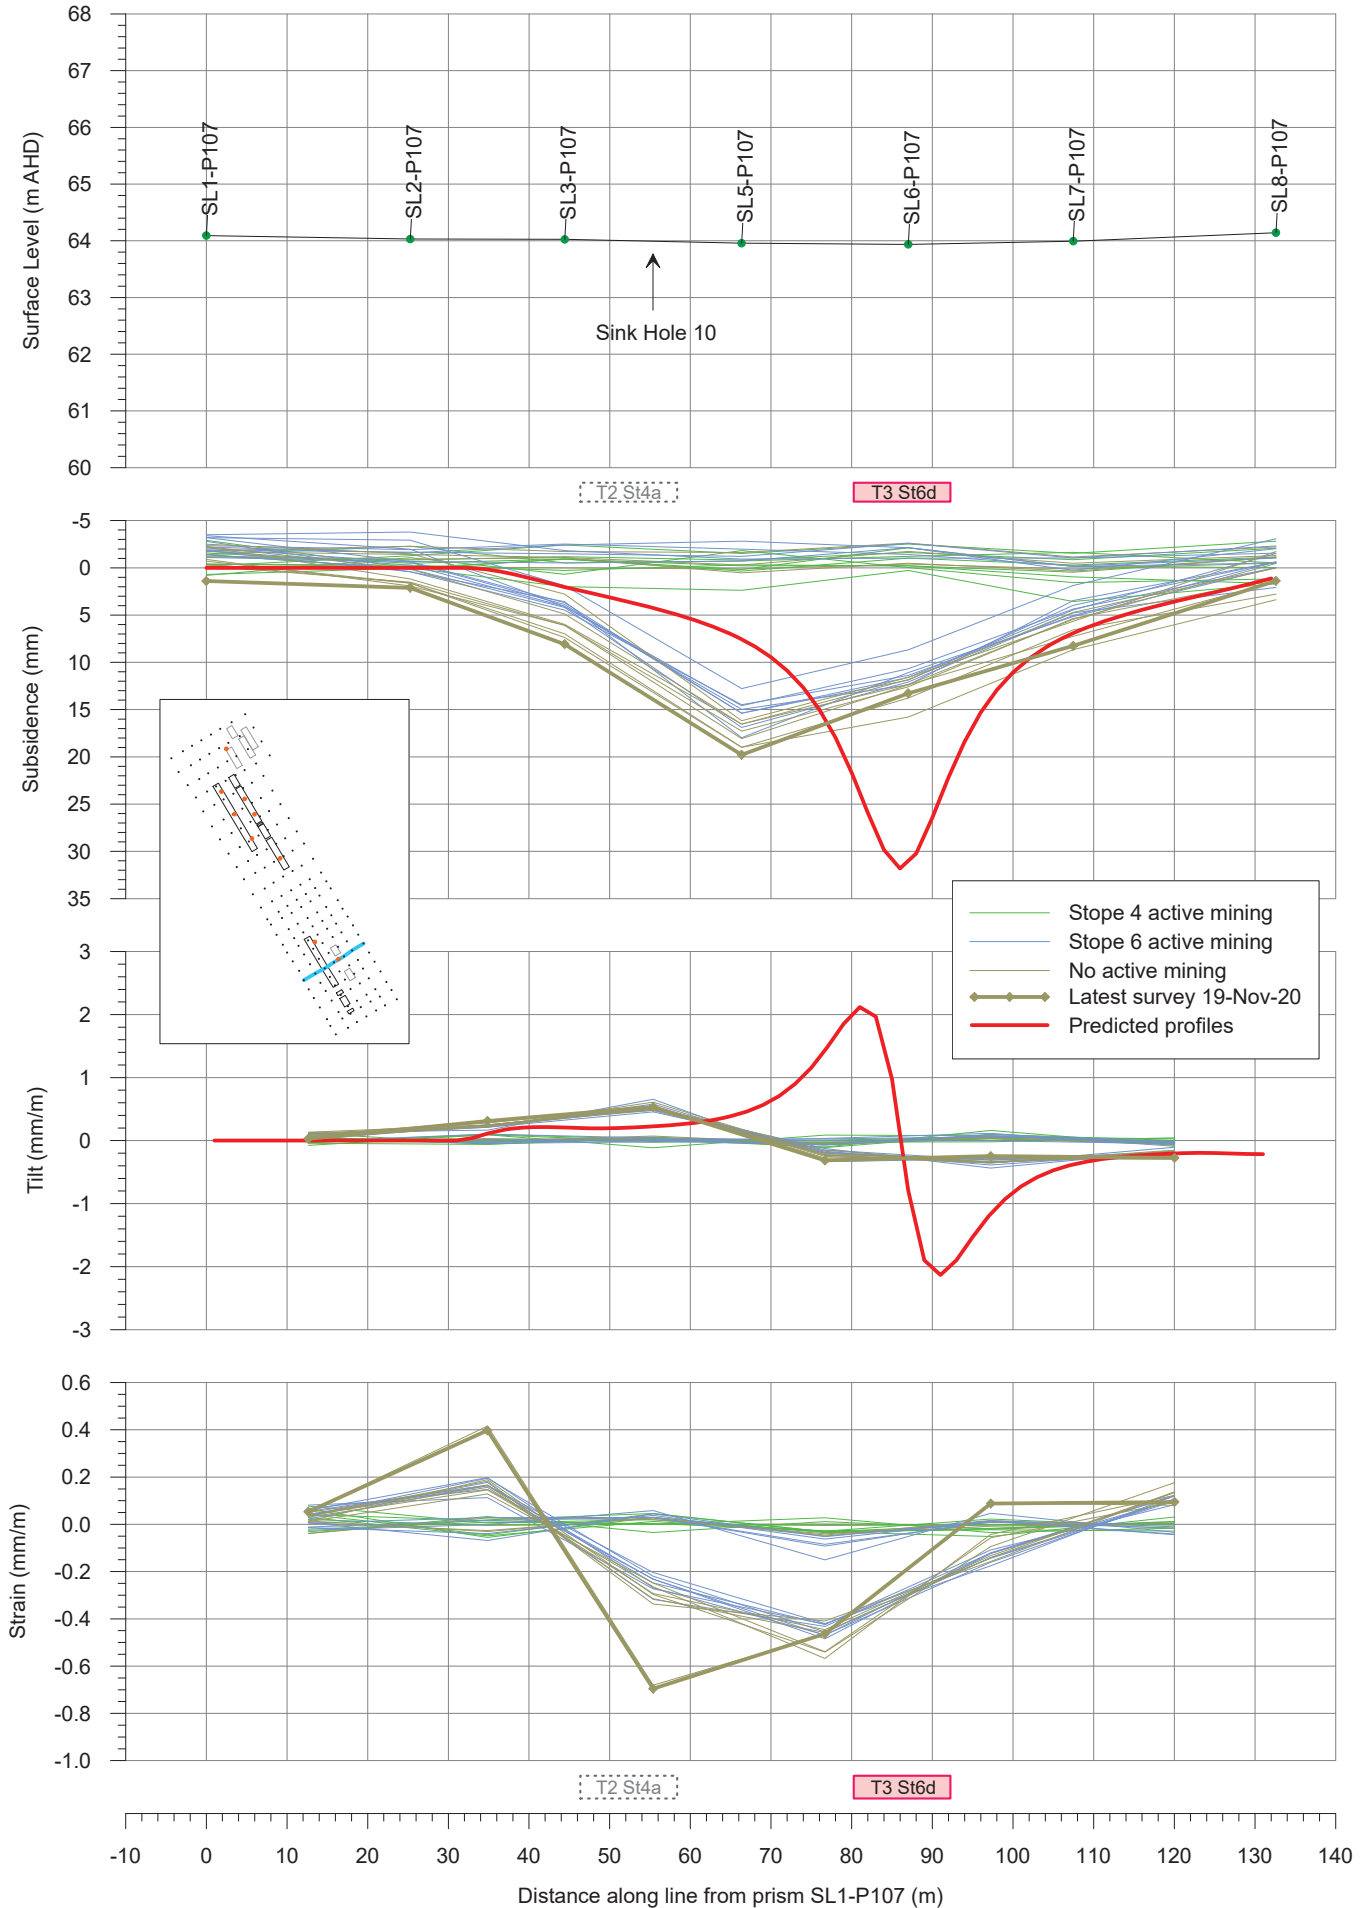 68
67
66
65
64
63
62
61
60
Surface Level (m AHD)
SL1-P107
SL2-P107
SL3-P107
SL5-P107
SL6-P107
SL7-P107
SL8-P107
Sink Hole 10
T2 St4a
T3 St6d
-5
0
5
10
15
20
25
30
35
Subsidence (mm)
Stope 4 active mining
Stope 6 active mining
No active mining
Latest survey 19-Nov-20
Predicted profiles
3
2
1
0
-1
-2
-3
Tilt (mm/m)
0.6
0.4
0.2
0.0
-0.2
-0.4
-0.6
-0.8
-1.0
Strain (mm/m)
T2 St4a
T3 St6d
-10 0 10 20 30 40 50 60 70 80 90 100 110 120 130 140
Distance along line from prism SL1-P107 (m)